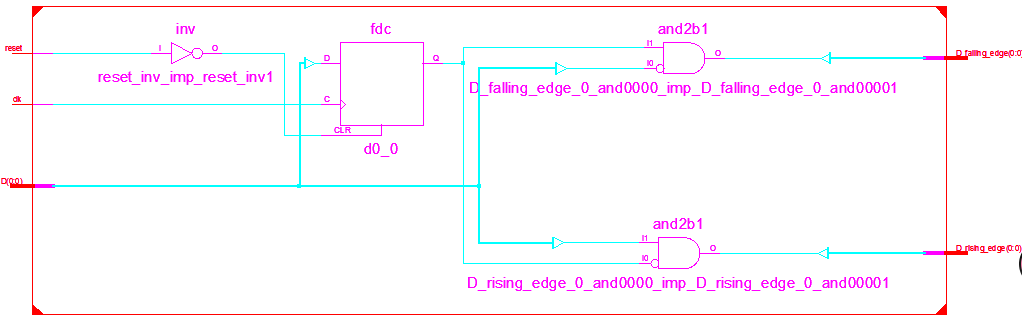 inv
fdc
and2b1
reset
I
O
D
Q
I1
I0
O
D_falling_edge(0:0)
reset_inv_imp_reset_inv1
D_falling_edge_0_and0000_imp_D_falling_edge_0_and00001
clk
C
CLR
d0_0
D(0:0)
and2b1
I1
I0
O
D_rising_edge(0:0)
D_rising_edge_0_and0000_imp_D_rising_edge_0_and00001